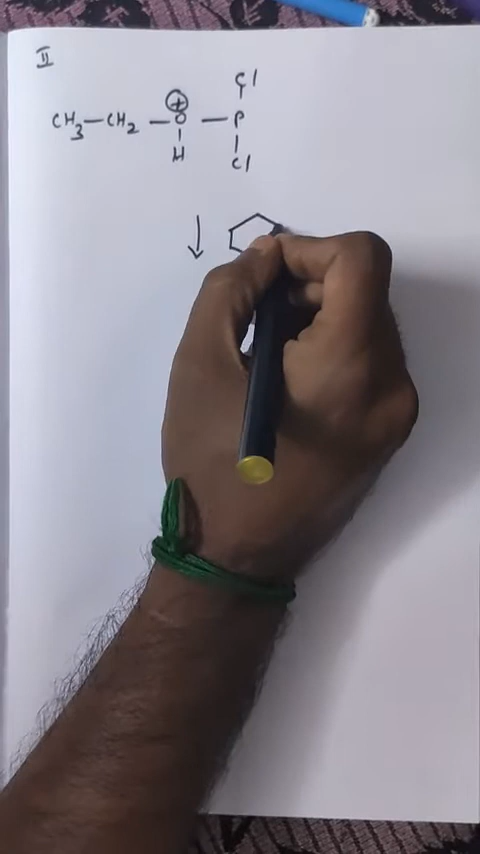 II
Cl
CH3—CH2—O—P
⊕
H
Cl